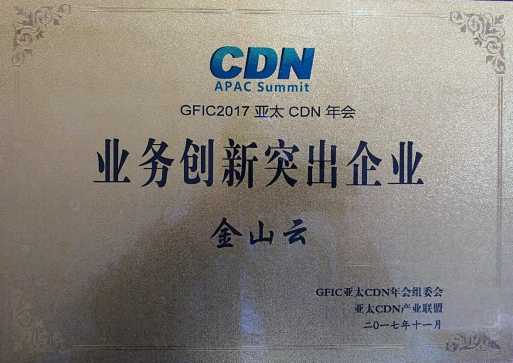 CDN
APAC Summit
GFIC2017 亚太 CDN 年会
业务创新突出企业
金山云
GFIC亚太CDN年会组委会
亚太CDN产业联盟
二〇一七年十一月